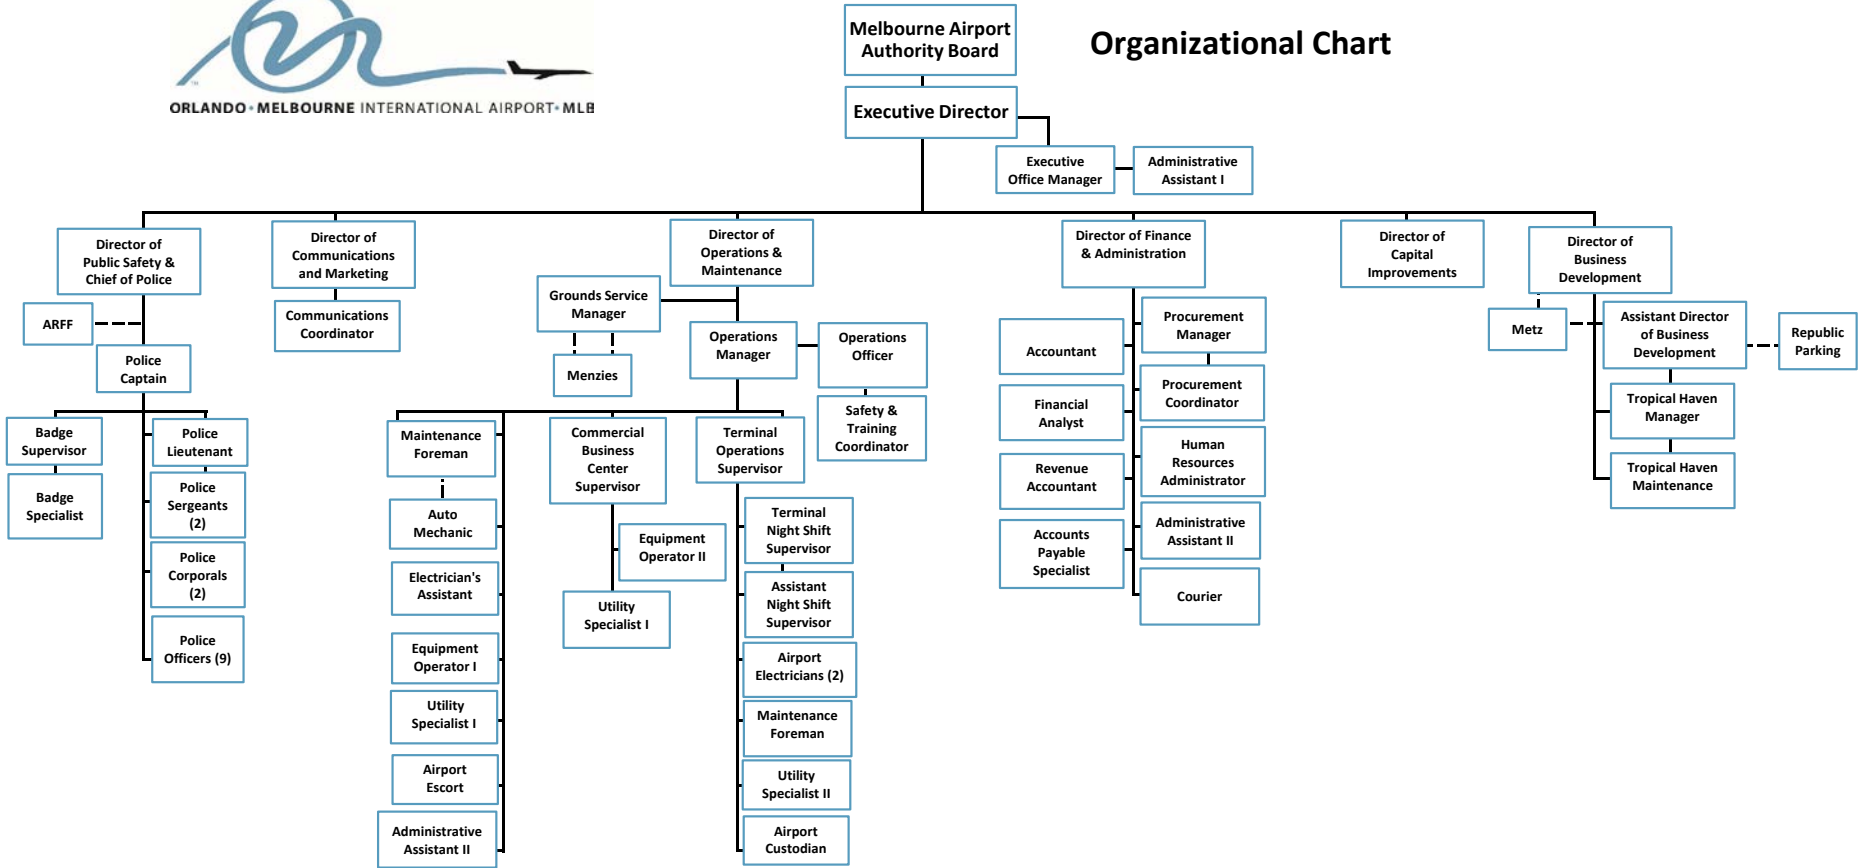 Melbourne Airport
Authority Board
Organizational Chart
™
ORLANDO • MELBOURNE INTERNATIONAL AIRPORT • MLB
Executive Director
Executive
Office Manager
Administrative
Assistant I
Director of
Public Safety &
Chief of Police
ARFF
Police
Captain
Badge
Supervisor
Badge
Specialist
Police
Lieutenant
Police
Sergeants
(2)
Police
Corporals
(2)
Police
Officers (9)
Director of
Communications
and Marketing
Communications
Coordinator
Director of
Operations &
Maintenance
Grounds Service
Manager
Menzies
Operations
Manager
Operations
Officer
Safety &
Training
Coordinator
Maintenance
Foreman
Auto
Mechanic
Electrician's
Assistant
Equipment
Operator I
Utility
Specialist I
Airport
Escort
Administrative
Assistant II
Commercial
Business
Center
Supervisor
Equipment
Operator II
Utility
Specialist I
Terminal
Operations
Supervisor
Terminal
Night Shift
Supervisor
Assistant
Night Shift
Supervisor
Airport
Electricians (2)
Maintenance
Foreman
Utility
Specialist II
Airport
Custodian
Director of Finance
& Administration
Accountant
Financial
Analyst
Revenue
Accountant
Accounts
Payable
Specialist
Procurement
Manager
Procurement
Coordinator
Human
Resources
Administrator
Administrative
Assistant II
Courier
Director of
Capital
Improvements
Director of
Business
Development
Metz
Assistant Director
of Business
Development
Republic
Parking
Tropical Haven
Manager
Tropical Haven
Maintenance